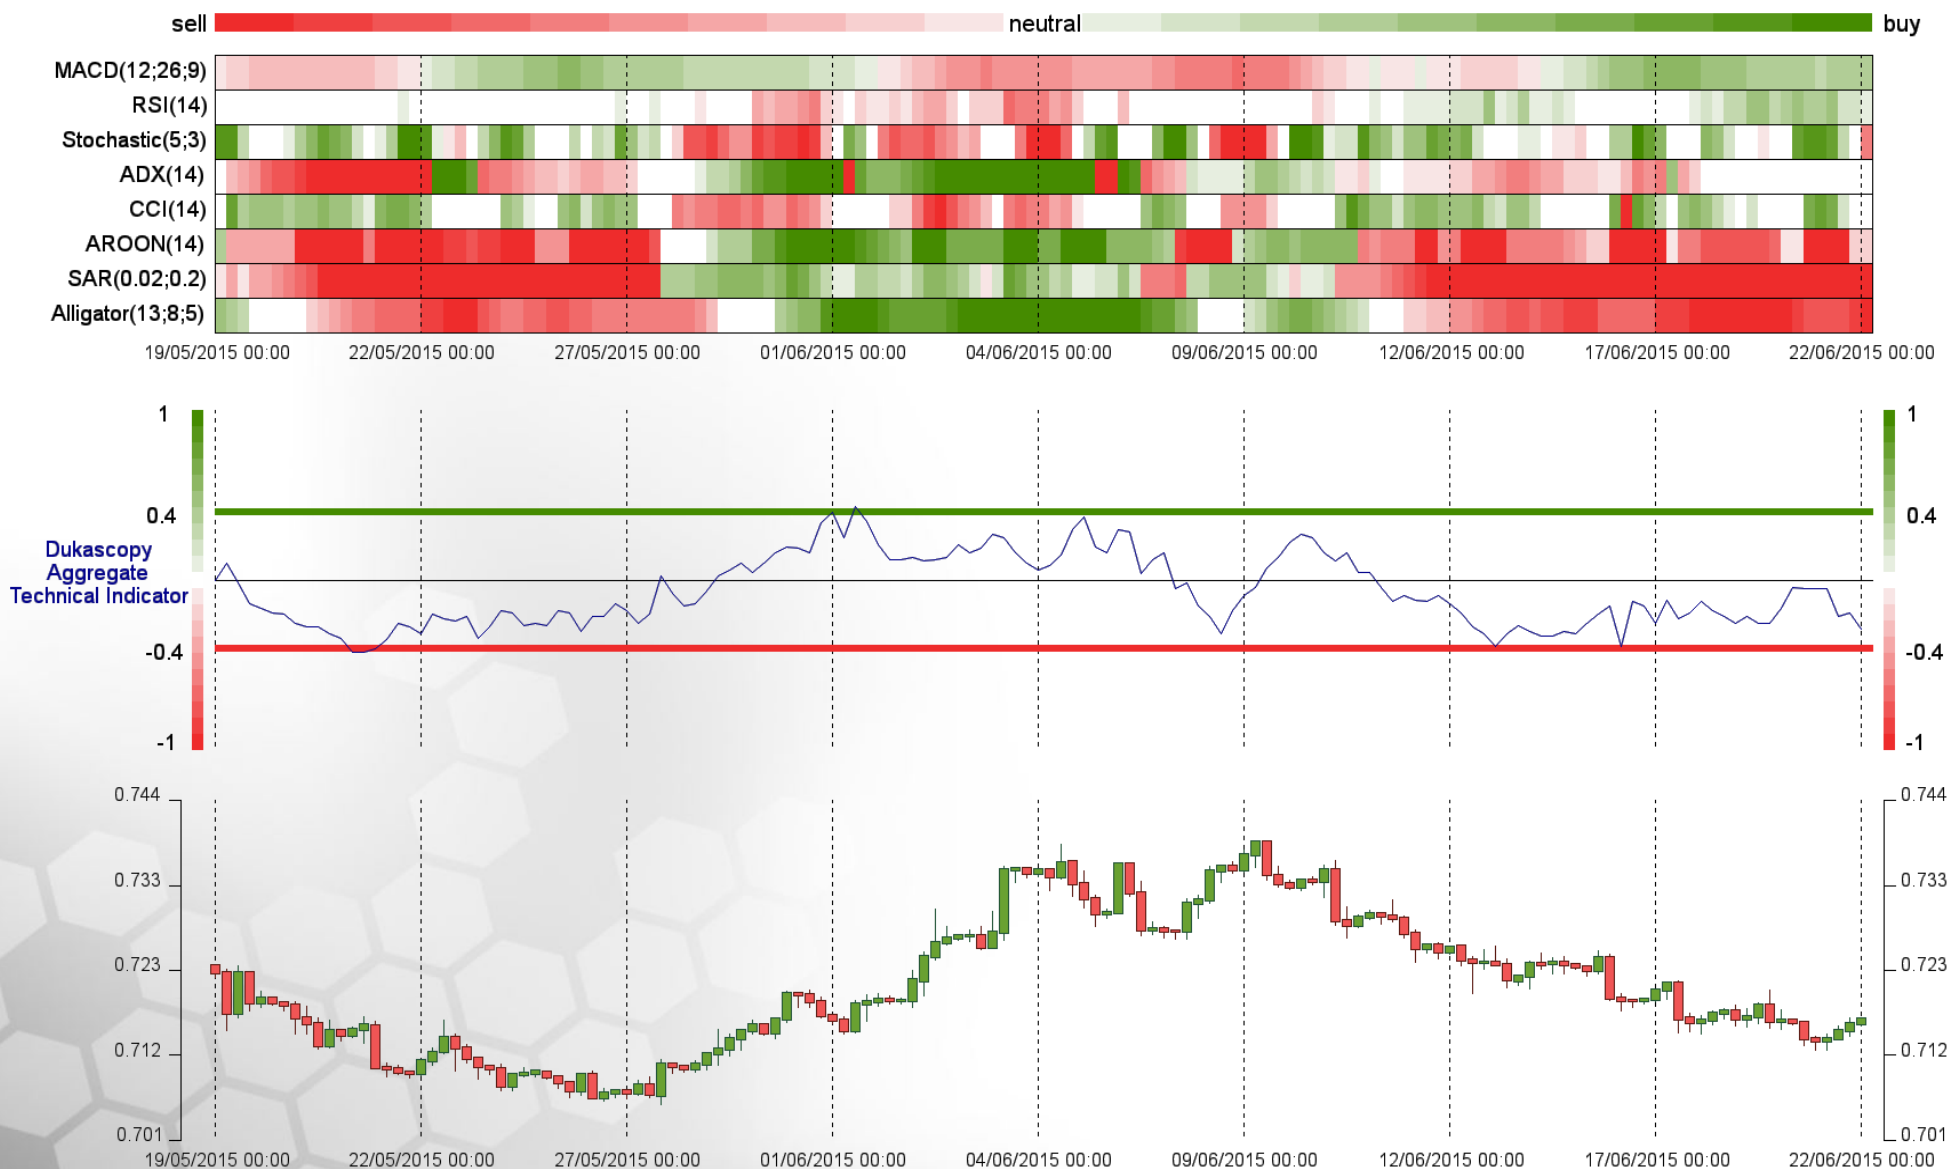 sell neutral buy
MACD(12;26;9)
RSI(14)
Stochastic(5;3)
ADX(14)
CCI(14)
AROON(14)
SAR(0.02;0.2)
Alligator(13;8;5)
19/05/2015 00:00 22/05/2015 00:00 27/05/2015 00:00 01/06/2015 00:00 04/06/2015 00:00 09/06/2015 00:00 12/06/2015 00:00 17/06/2015 00:00 22/06/2015 00:00
1 1
0.4 0.4
Dukascopy
Aggregate
Technical Indicator
-0.4 -0.4
-1 -1
0.744 0.744
0.733 0.733
0.723 0.723
0.712 0.712
0.701 0.701
19/05/2015 00:00 22/05/2015 00:00 27/05/2015 00:00 01/06/2015 00:00 04/06/2015 00:00 09/06/2015 00:00 12/06/2015 00:00 17/06/2015 00:00 22/06/2015 00:00